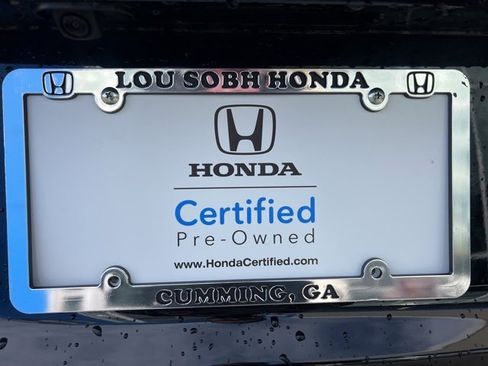 LOU SOBH HONDA
HONDA
Certified
Pre-Owned
www.HondaCertified.com
CUMMING, GA